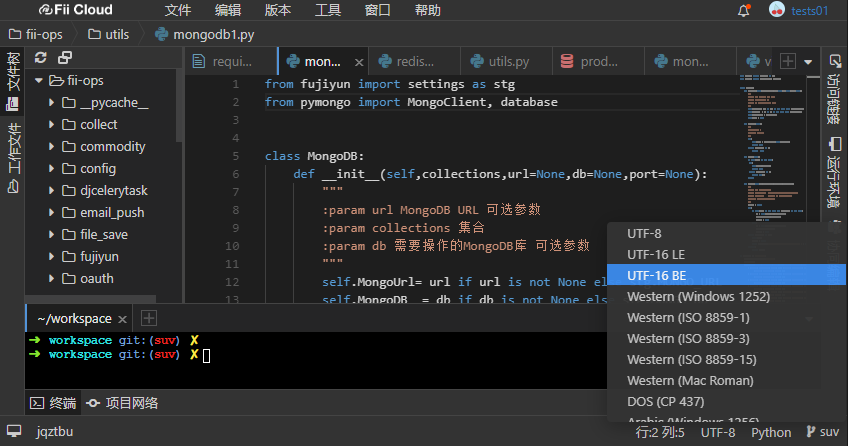 Fii Cloud 文件 编辑 版本 工具 窗口 帮助 tests01
fii-ops utils mongodb1.py
文件树
工作文件
fii-ops
__pycache__
collect
commodity
config
djcelerytask
email_push
file_save
fujiyun
oauth
requi... mon... redis... utils.py prod... mon... v
1 from fujiyun import settings as stg
2 from pymongo import MongoClient, database
3
4
5 class MongoDB:
6 def __init__(self,collections,url=None,db=None,port=None):
7 """
8 :param url MongoDB URL 可选参数
9 :param collections 集合
10 :param db 需要操作的MongoDB库 可选参数
11 """
12 self.MongoUrl= url if url is not None els
13 self.MongoDB_ = db if db is not None els
访问链接
运行环境
UTF-8
UTF-16 LE
UTF-16 BE
Western (Windows 1252)
Western (ISO 8859-1)
Western (ISO 8859-3)
Western (ISO 8859-15)
Western (Mac Roman)
DOS (CP 437)
Arabic (Windows 1256)
~/workspace
➜ workspace git:(suv) ✗
➜ workspace git:(suv) ✗
终端 项目网络
jqztbu 行:2 列:5 UTF-8 Python suv